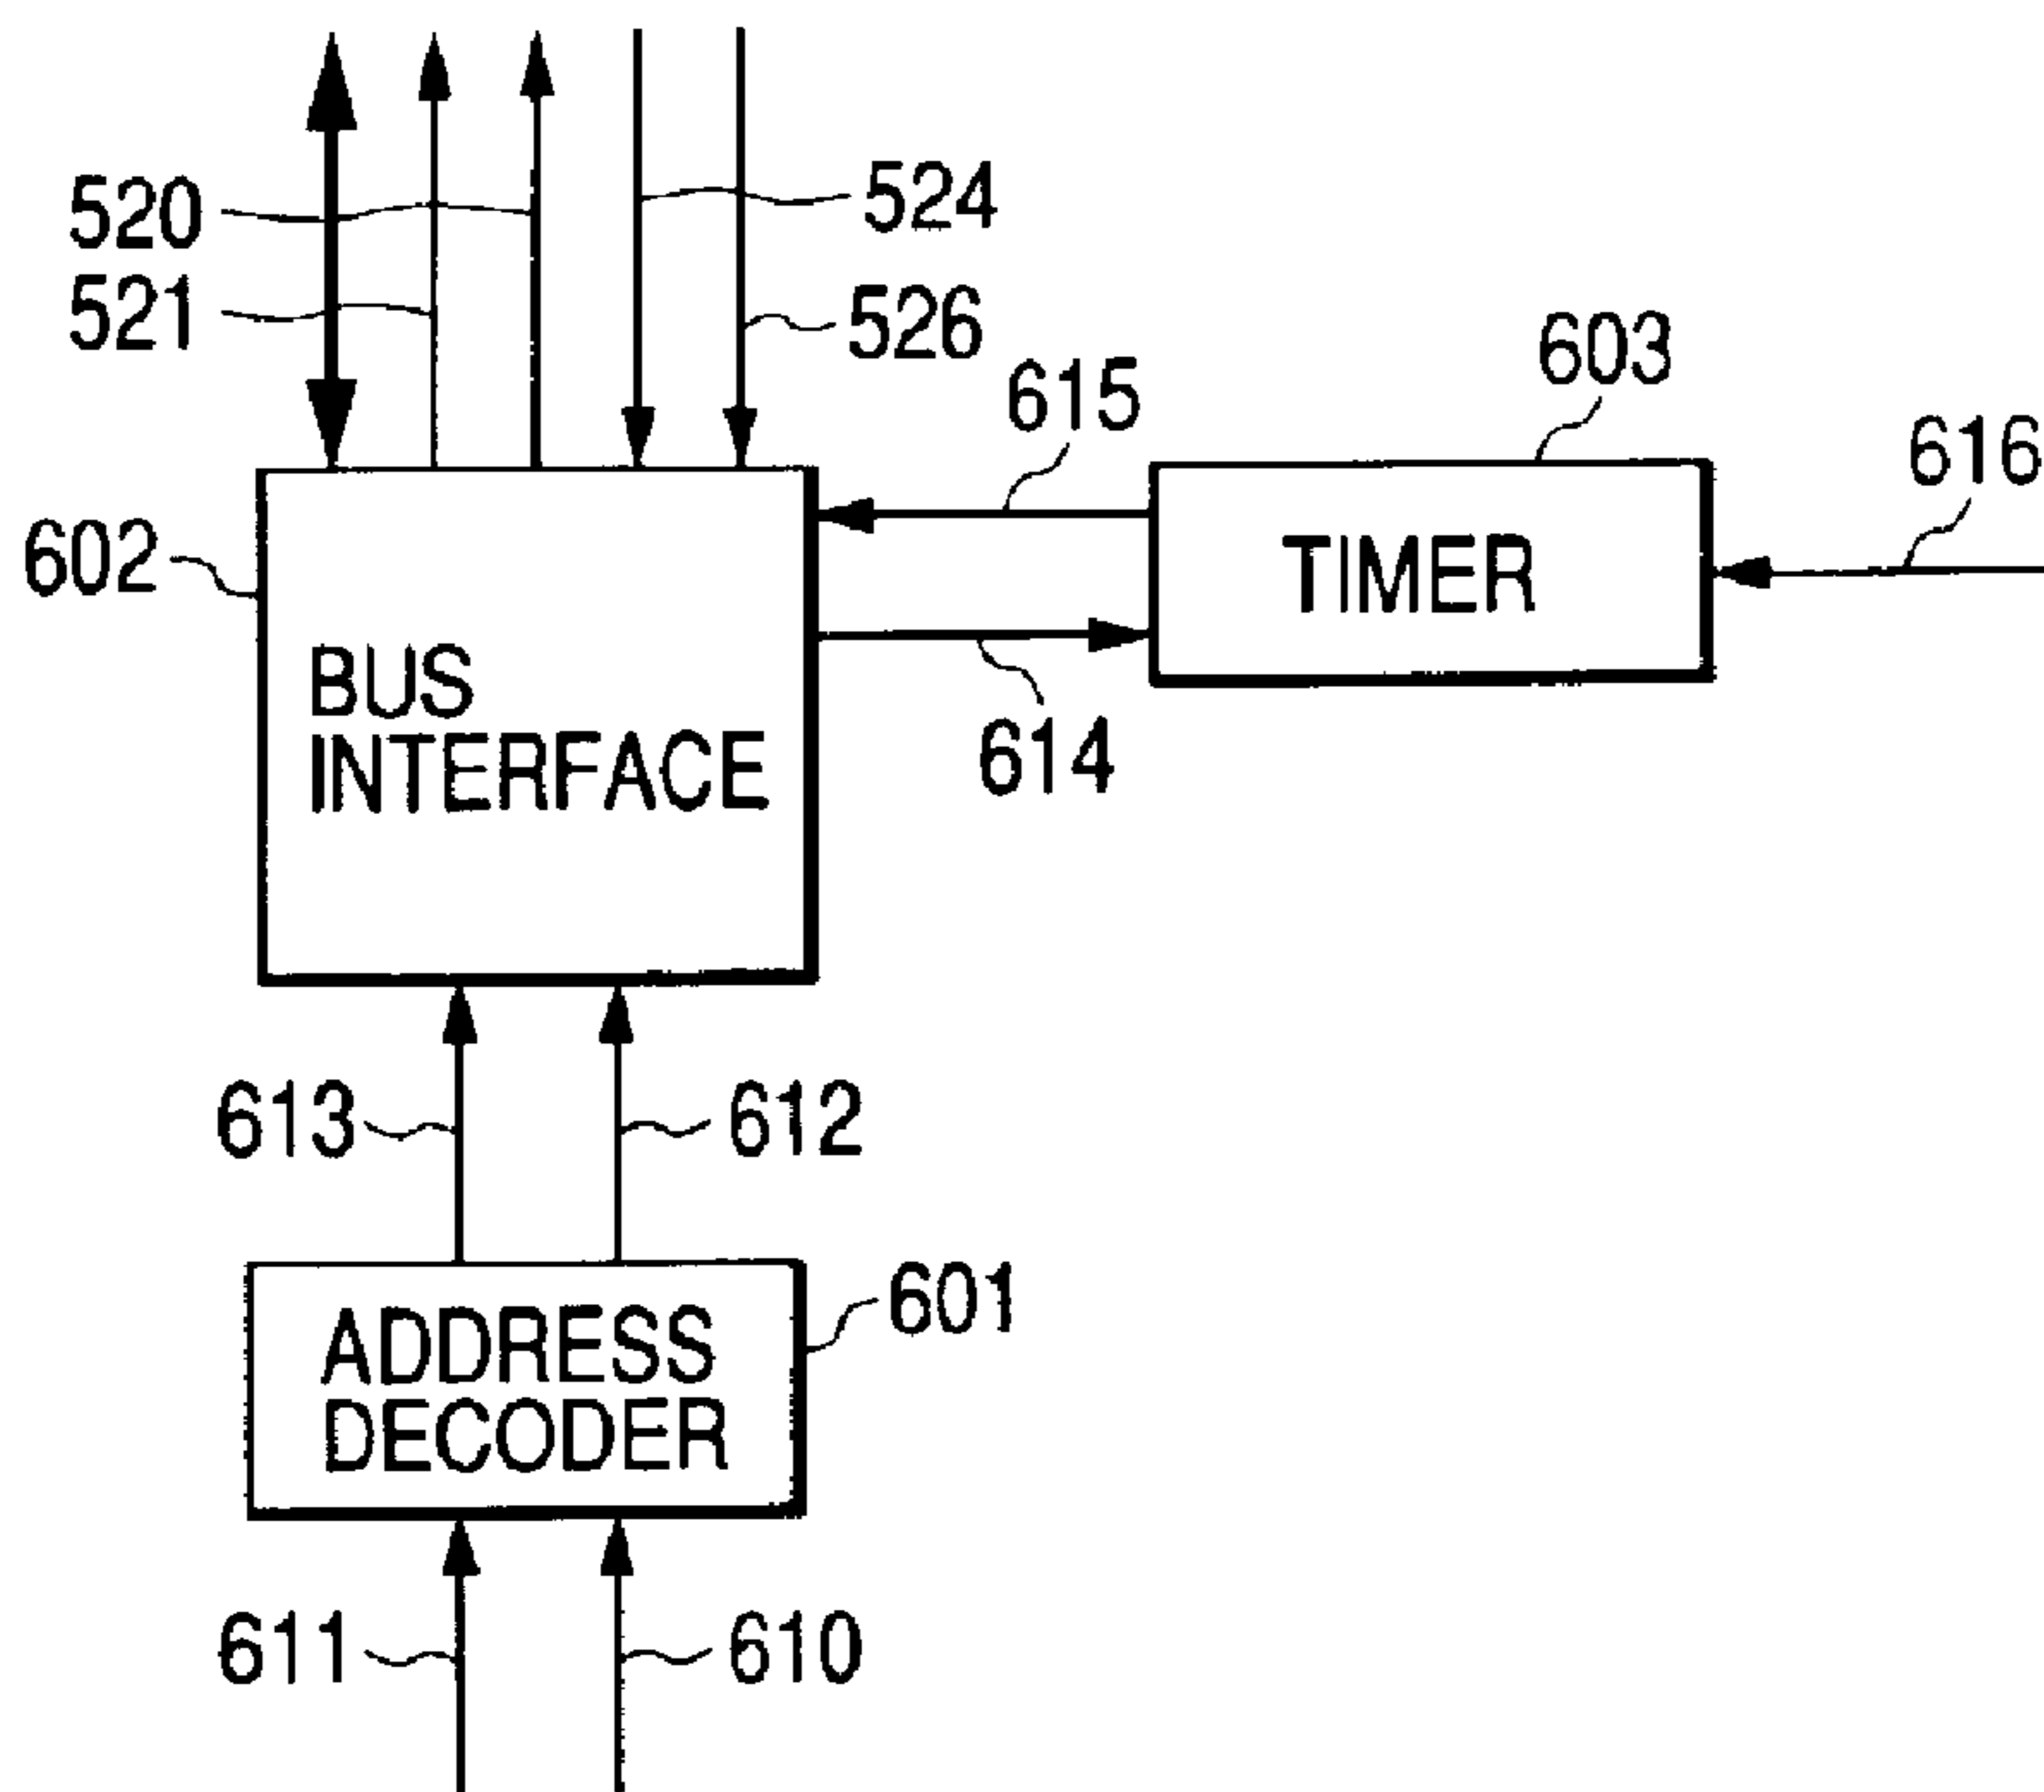 520
524
521
526
615
603
616
602
TIMER
BUS
INTERFACE
614
613
612
601
ADDRESS
DECODER
611
610